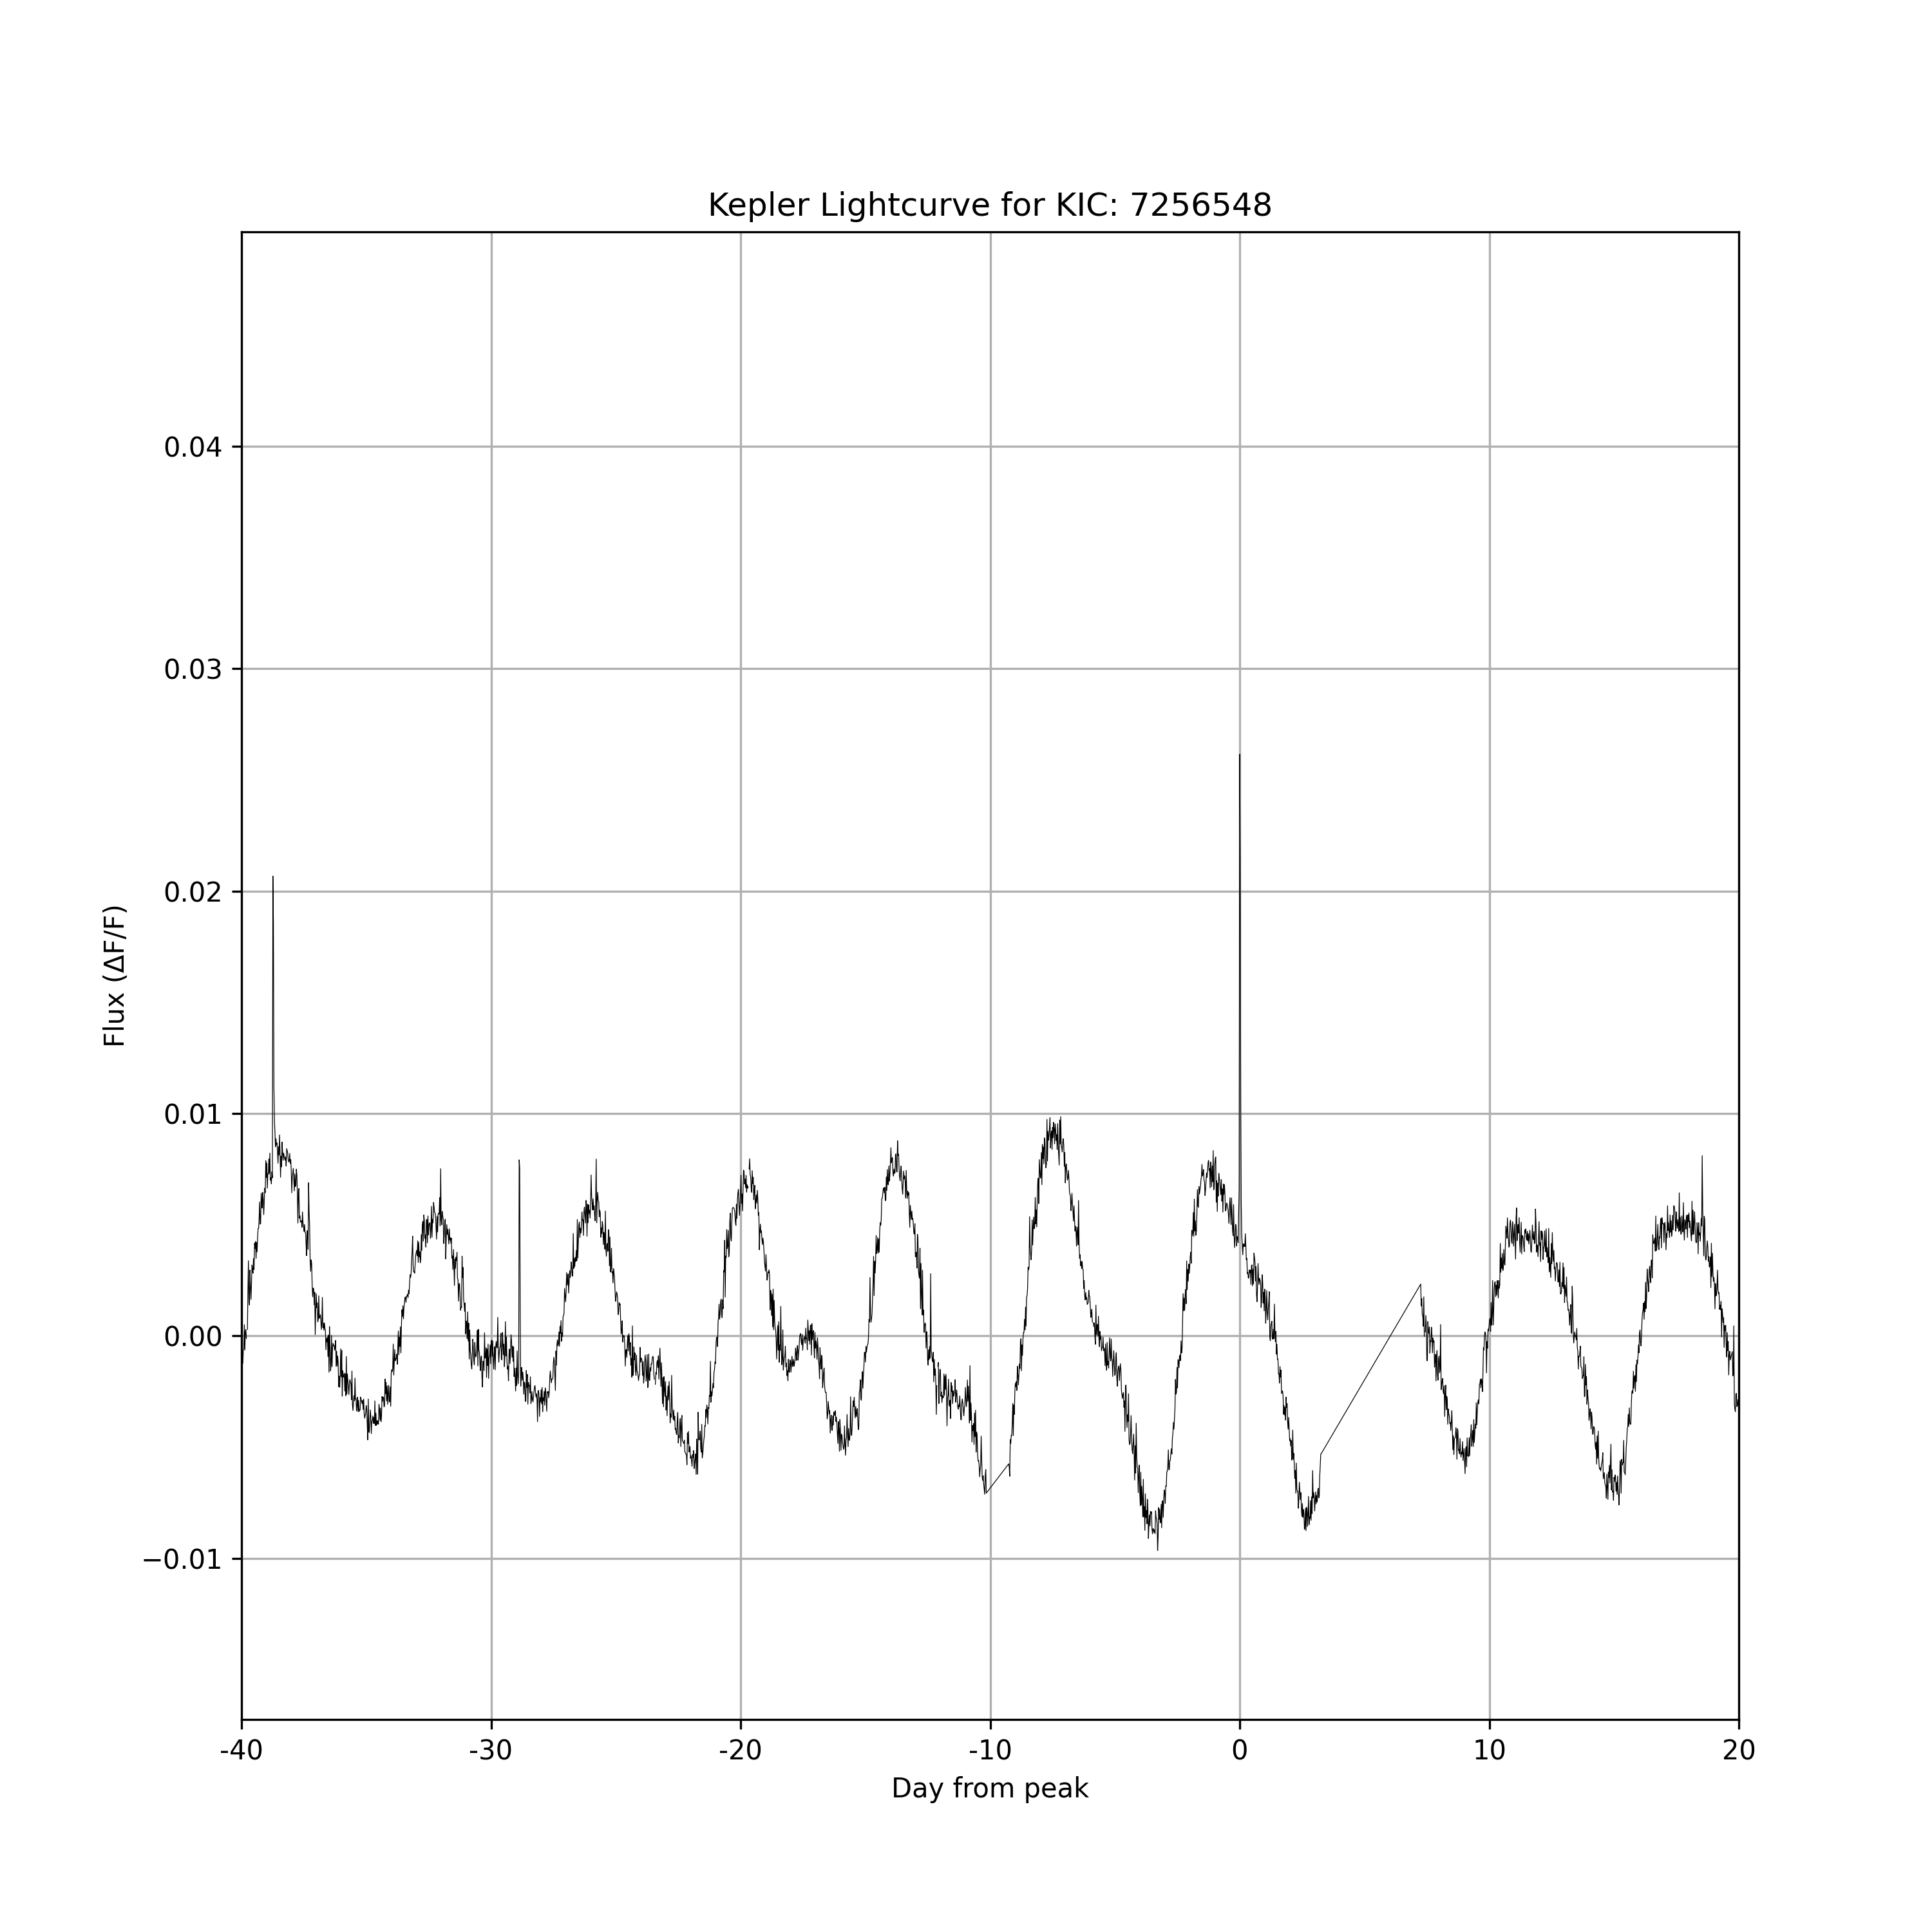 Kepler Lightcurve for KIC: 7256548
Flux (ΔF/F)
0.04
0.03
0.02
0.01
0.00
−0.01
-40 -30 -20 -10 0 10 20
Day from peak